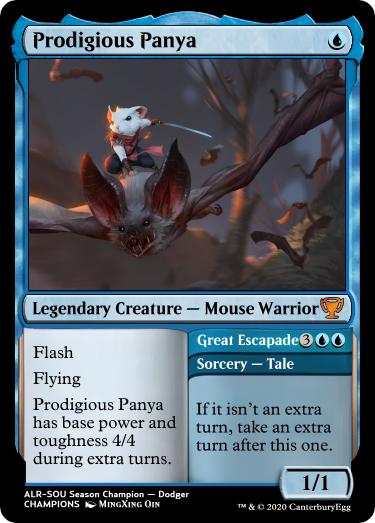 Prodigious Panya
Legendary Creature — Mouse Warrior
Flash
Flying
Prodigious Panya
has base power and
toughness 4/4
during extra turns.
Great Escapade 3
Sorcery — Tale
If it isn't an extra
turn, take an extra
turn after this one.
1/1
ALR-SOU Season Champion — Dodger
CHAMPIONS MingXing Qin
™ & © 2020 CanterburyEgg